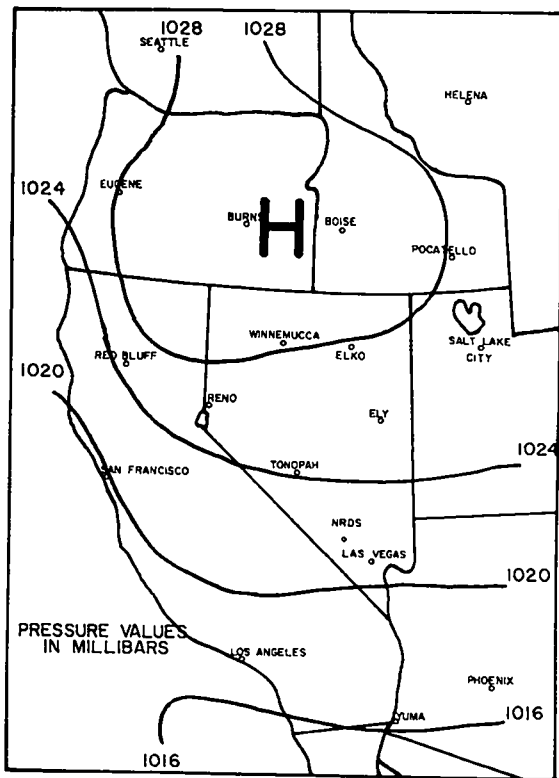 1028
1028
SEATTLE
HELENA
1024
EUGENE
BURNS
H
BOISE
POCATELLO
WINNEMUCCA
ELKO
SALT LAKE
CITY
RED BLUFF
1020
RENO
ELY
1024
SAN FRANCISCO
TONOPAH
NRDS
LAS VEGAS
1020
PRESSURE VALUES
IN MILLIBARS
LOS ANGELES
PHOENIX
YUMA
1016
1016